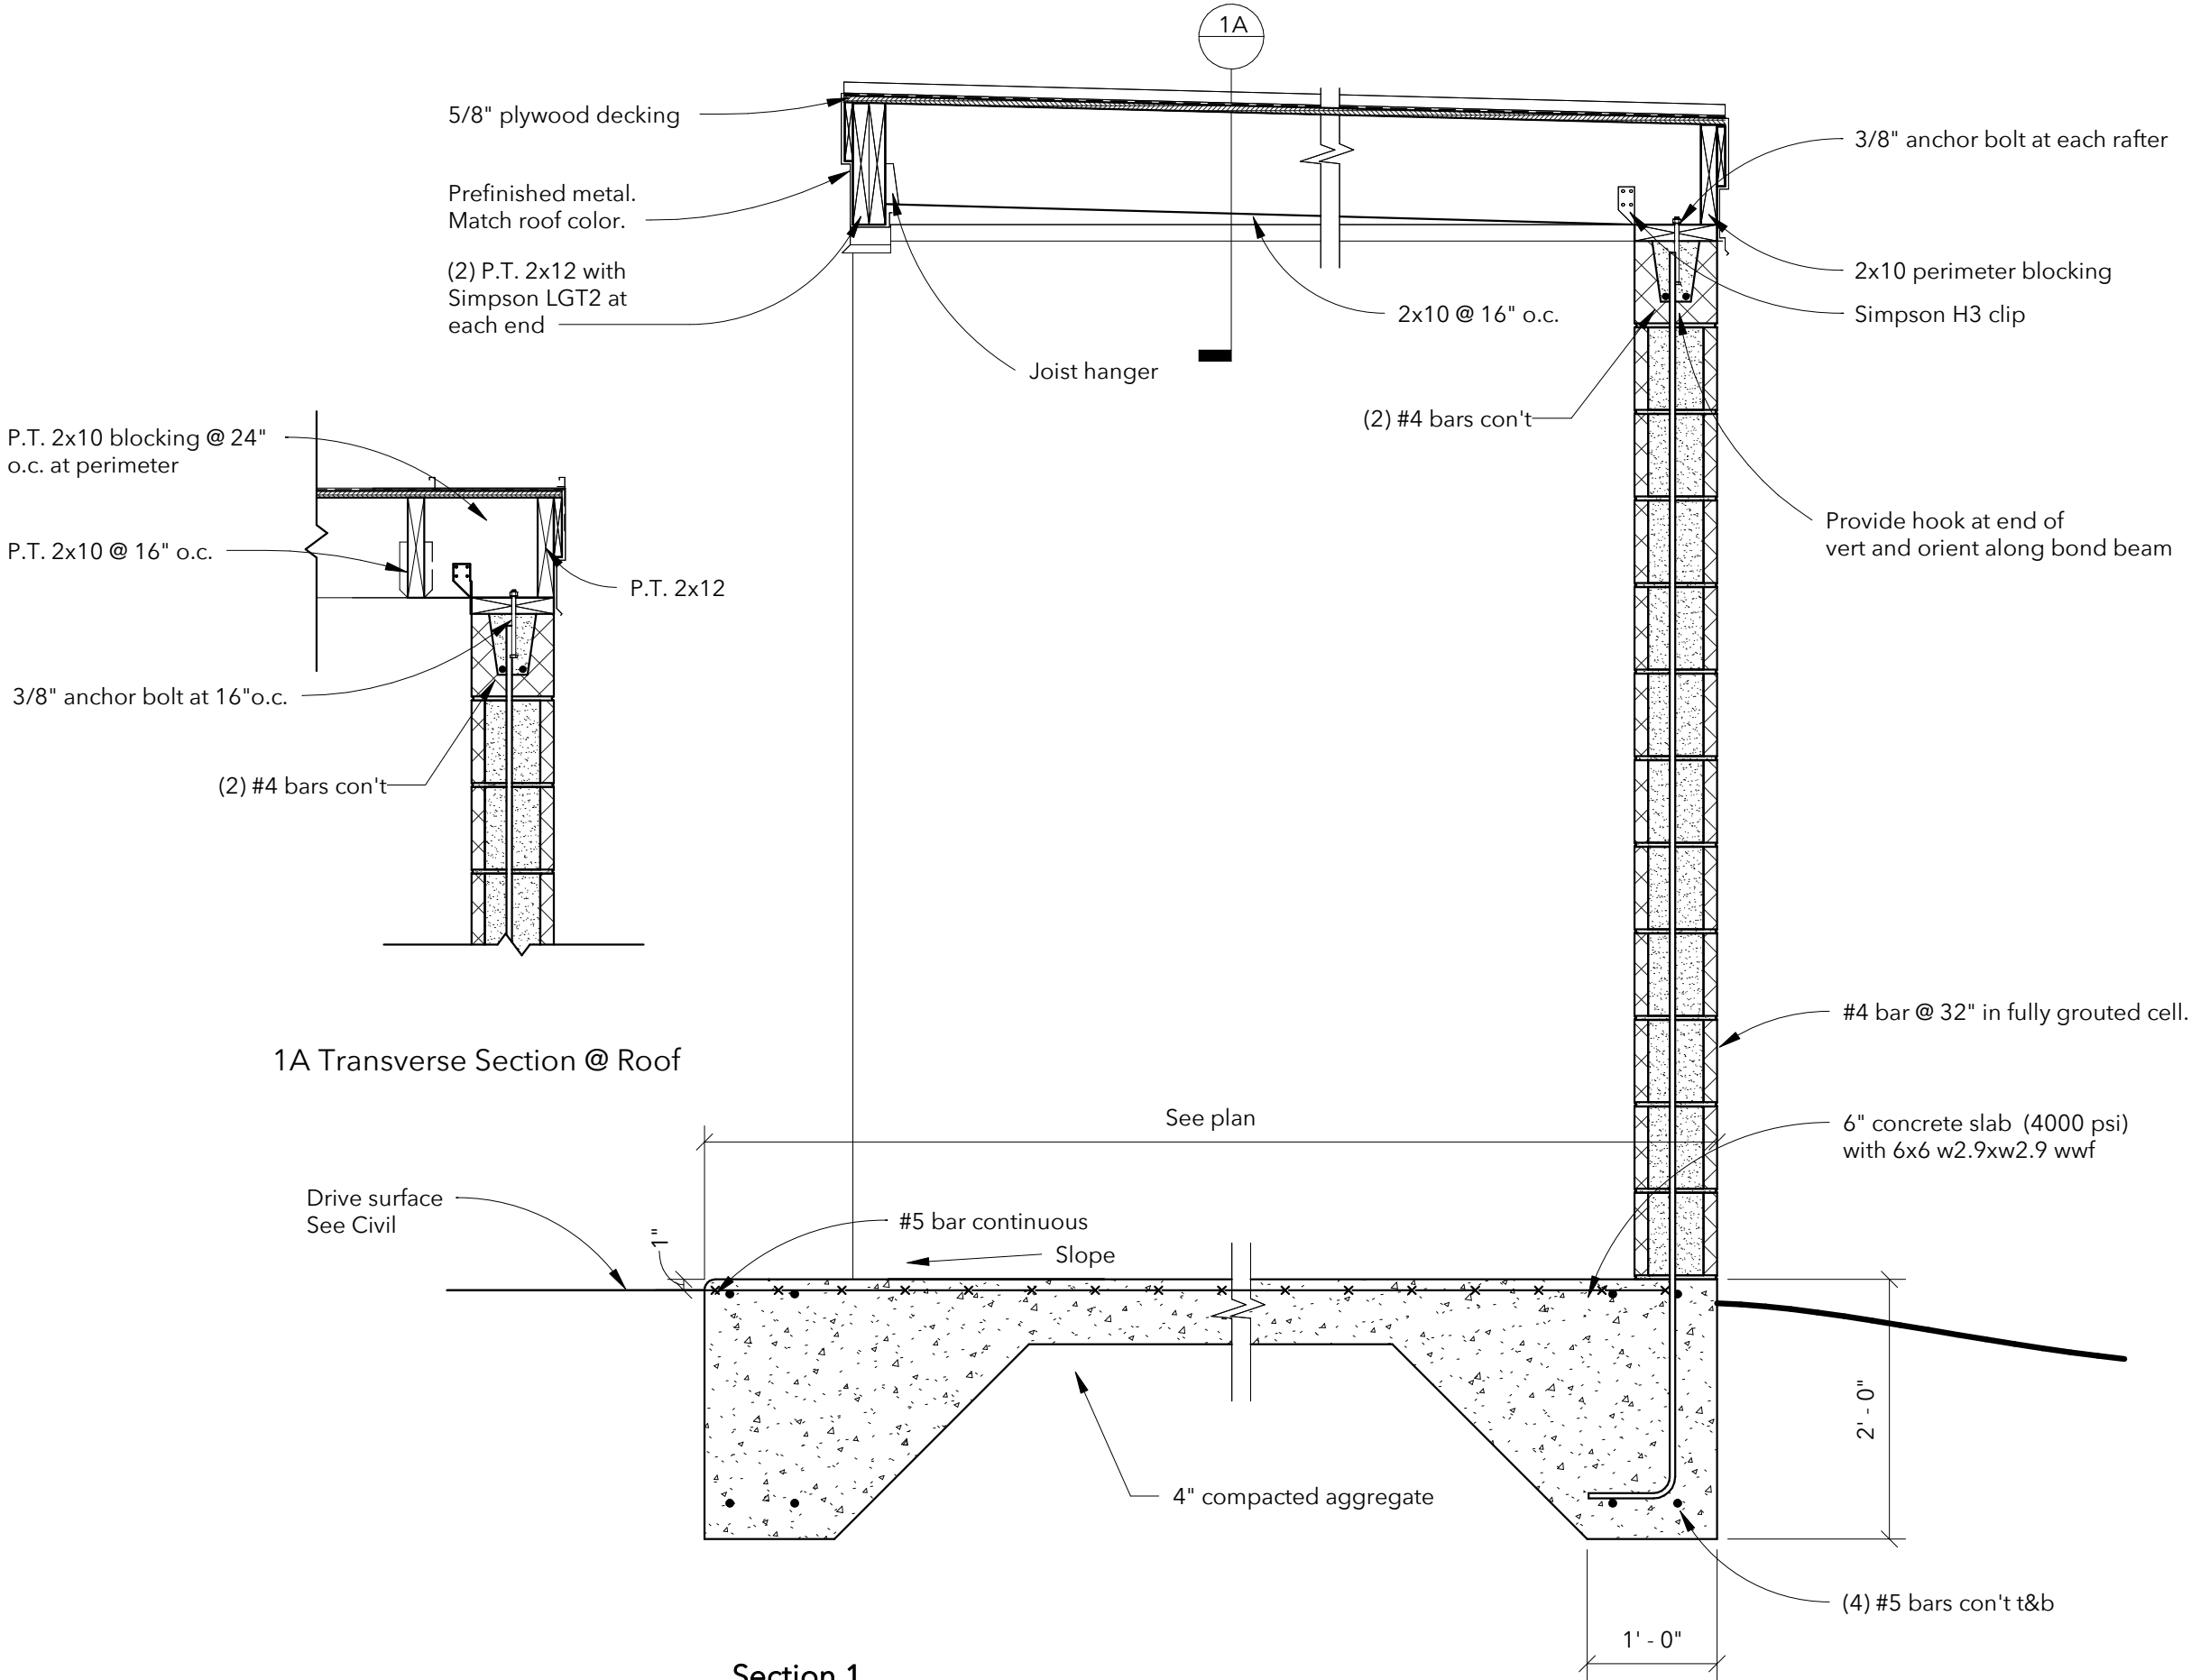 1A
5/8" plywood decking
Prefinished metal.
Match roof color.
(2) P.T. 2x12 with
Simpson LGT2 at
each end
Joist hanger
2x10 @ 16" o.c.
3/8" anchor bolt at each rafter
2x10 perimeter blocking
Simpson H3 clip
(2) #4 bars con't
Provide hook at end of
vert and orient along bond beam
P.T. 2x10 blocking @ 24"
o.c. at perimeter
P.T. 2x10 @ 16" o.c.
P.T. 2x12
3/8" anchor bolt at 16"o.c.
(2) #4 bars con't
1A Transverse Section @ Roof
#4 bar @ 32" in fully grouted cell.
See plan
6" concrete slab (4000 psi)
with 6x6 w2.9xw2.9 wwf
Drive surface
See Civil
1"
#5 bar continuous
Slope
2' - 0"
4" compacted aggregate
(4) #5 bars con't t&b
1' - 0"
Section 1